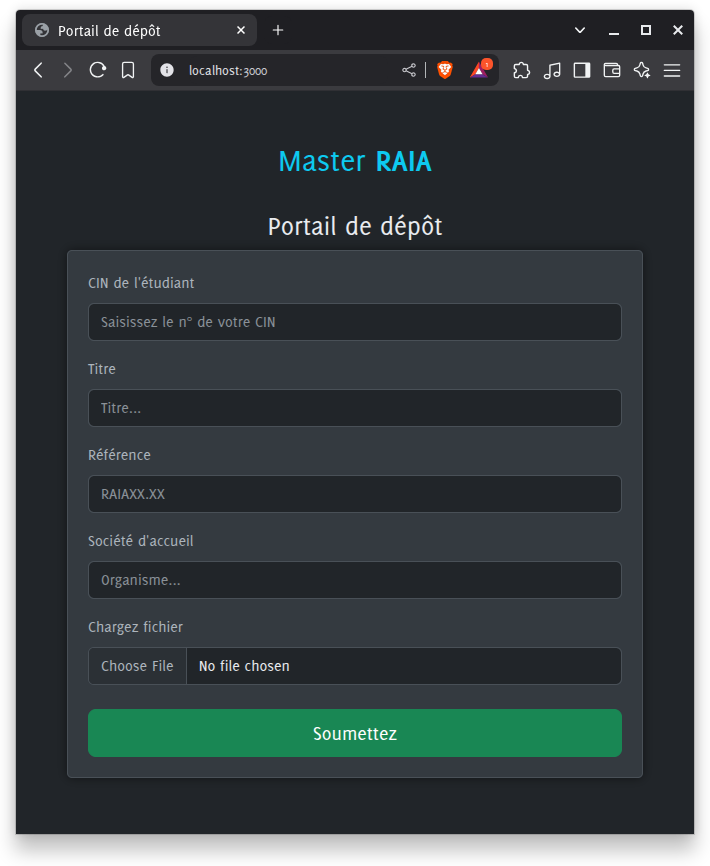 Portail de dépôt
localhost:3000
1
Master RAIA
Portail de dépôt
CIN de l'étudiant
Saisissez le n° de votre CIN
Titre
Titre...
Référence
RAIAXX.XX
Société d'accueil
Organisme...
Chargez fichier
Choose File No file chosen
Soumettez